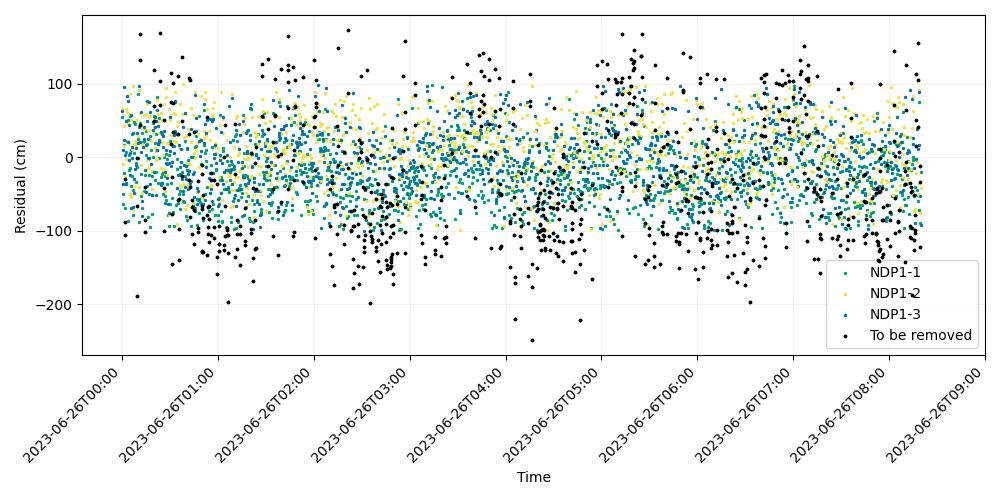 Residual (cm)
100
0
−100
−200
NDP1-1
NDP1-2
NDP1-3
To be removed
2023-06-26T00:00
2023-06-26T01:00
2023-06-26T02:00
2023-06-26T03:00
2023-06-26T04:00
2023-06-26T05:00
2023-06-26T06:00
2023-06-26T07:00
2023-06-26T08:00
2023-06-26T09:00
Time